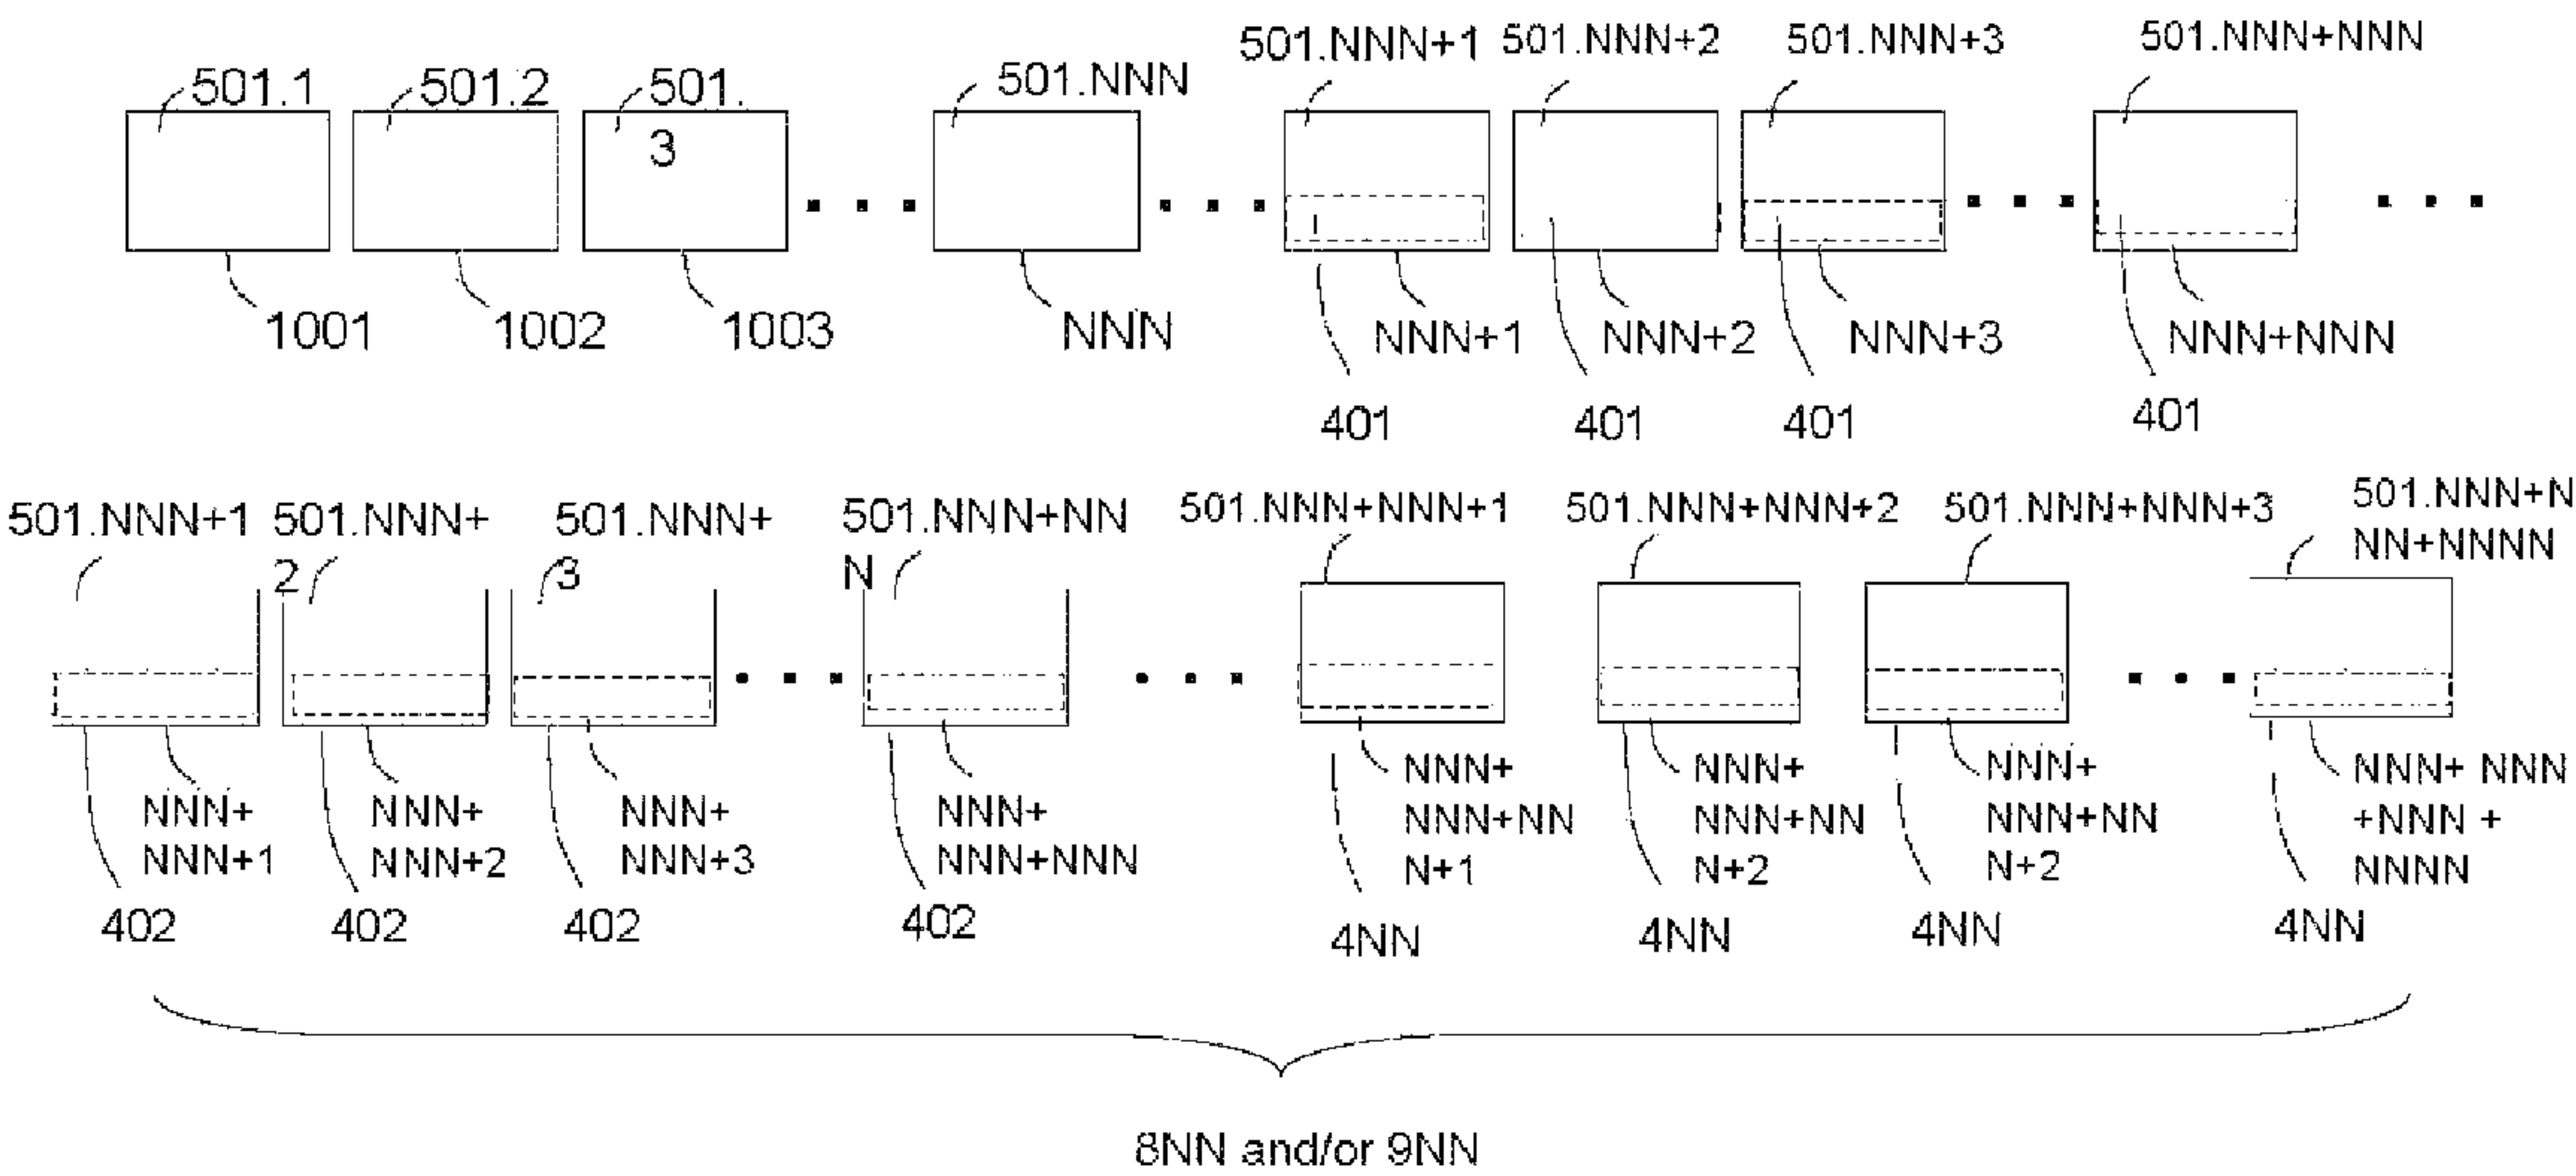 501.1
501.2
501.
3
501.NNN
501.NNN+1
501.NNN+2
501.NNN+3
501.NNN+NNN
1001
1002
1003
NNN
NNN+1
NNN+2
NNN+3
NNN+NNN
401
401
401
401
501.NNN+1
501.NNN+
2
501.NNN+
3
501.NNN+NN
N
501.NNN+NNN+1
501.NNN+NNN+2
501.NNN+NNN+3
501.NNN+N
NN+NNNN
NNN+
NNN+1
NNN+
NNN+2
NNN+
NNN+3
NNN+
NNN+NNN
NNN+
NNN+NN
N+1
NNN+
NNN+NN
N+2
NNN+
NNN+NN
N+2
NNN+ NNN
+NNN +
NNNN
402
402
402
402
4NN
4NN
4NN
4NN
8NN and/or 9NN